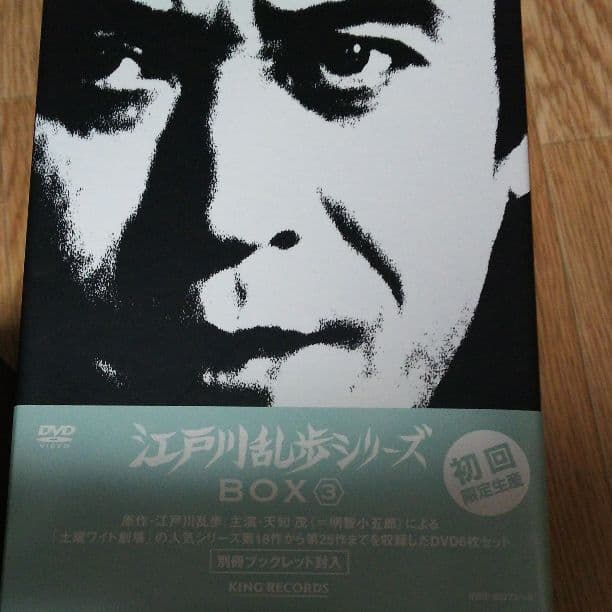 DVD
VIDEO
江戸川乱歩シリーズ
BOX 3
初回
限定生産
原作・江戸川乱歩、主演・天知 茂(=明智小五郎)による
「土曜ワイド劇場」の人気シリーズ第18作から第25作までを収録したDVD6枚セット
別冊ブックレット封入
KING RECORDS